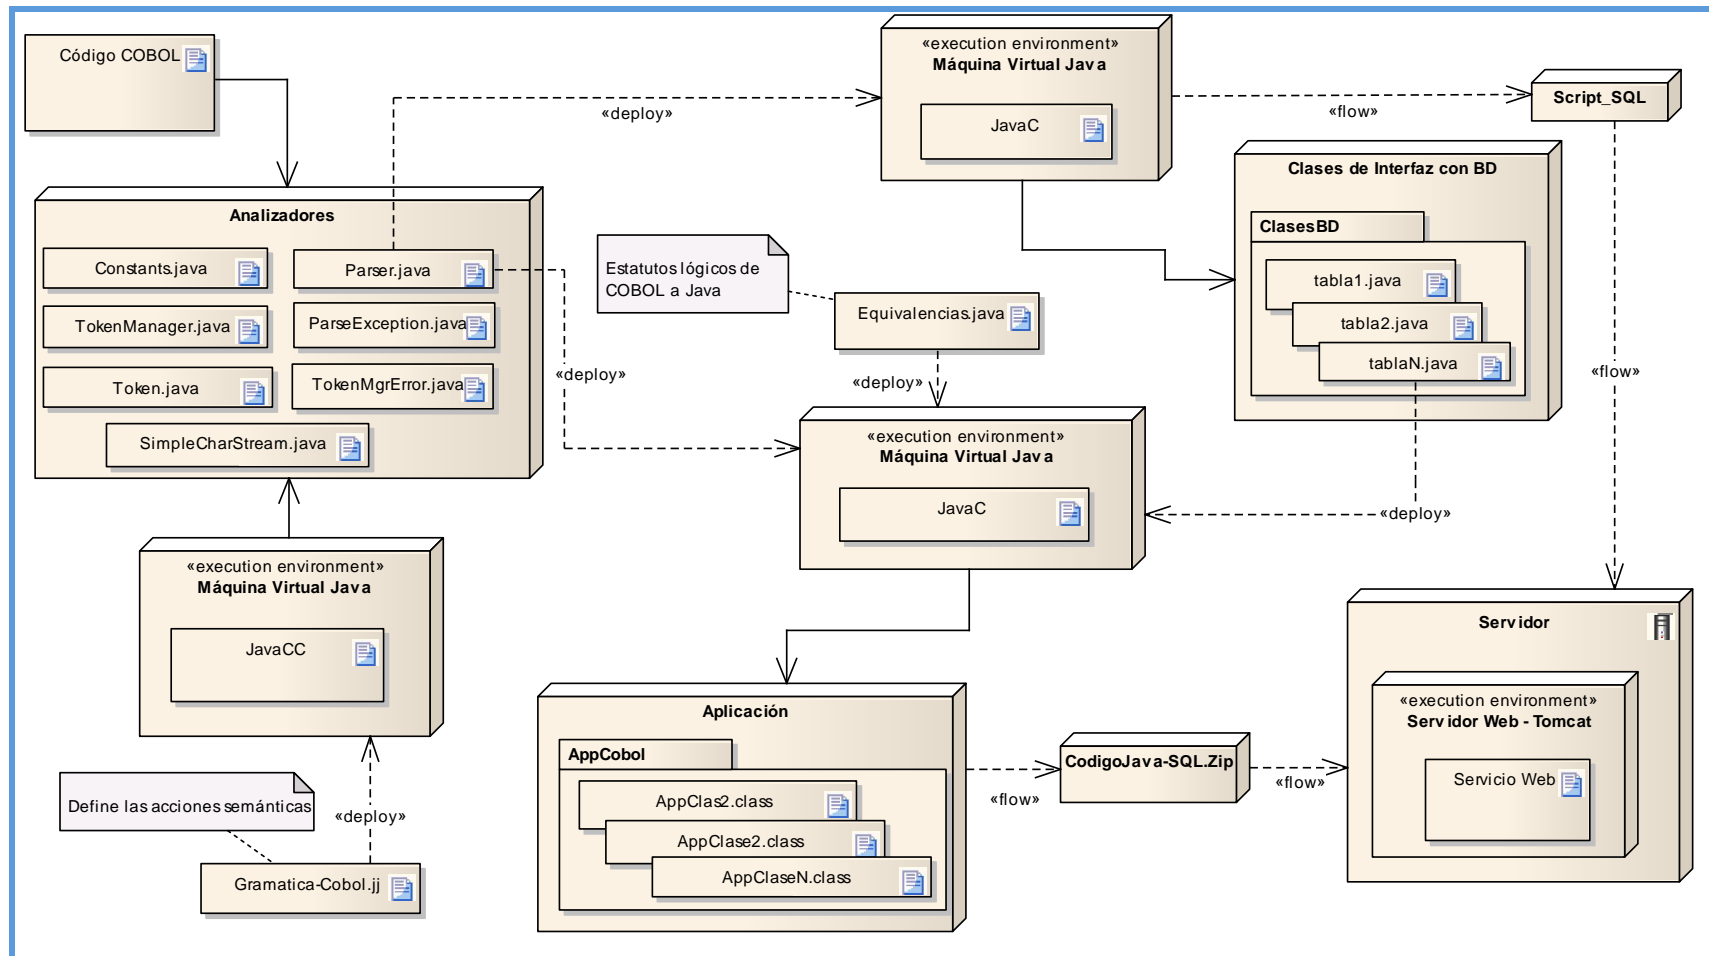 Código COBOL
«execution environment»
Máquina Virtual Java
JavaC
«deploy»
«flow»
Script_SQL
Analizadores
Constants.java
Parser.java
TokenManager.java
ParseException.java
Token.java
TokenMgrError.java
SimpleCharStream.java
«deploy»
Estatutos lógicos de
COBOL a Java
Equivalencias.java
«deploy»
Clases de Interfaz con BD
ClasesBD
tabla1.java
tabla2.java
tablaN.java
«flow»
«execution environment»
Máquina Virtual Java
JavaC
«deploy»
«execution environment»
Máquina Virtual Java
JavaCC
Define las acciones semánticas
«deploy»
Gramatica-Cobol.jj
Aplicación
AppCobol
AppClas2.class
AppClase2.class
AppClaseN.class
«flow»
CodigoJava-SQL.Zip
«flow»
Servidor
«execution environment»
Servidor Web - Tomcat
Servicio Web